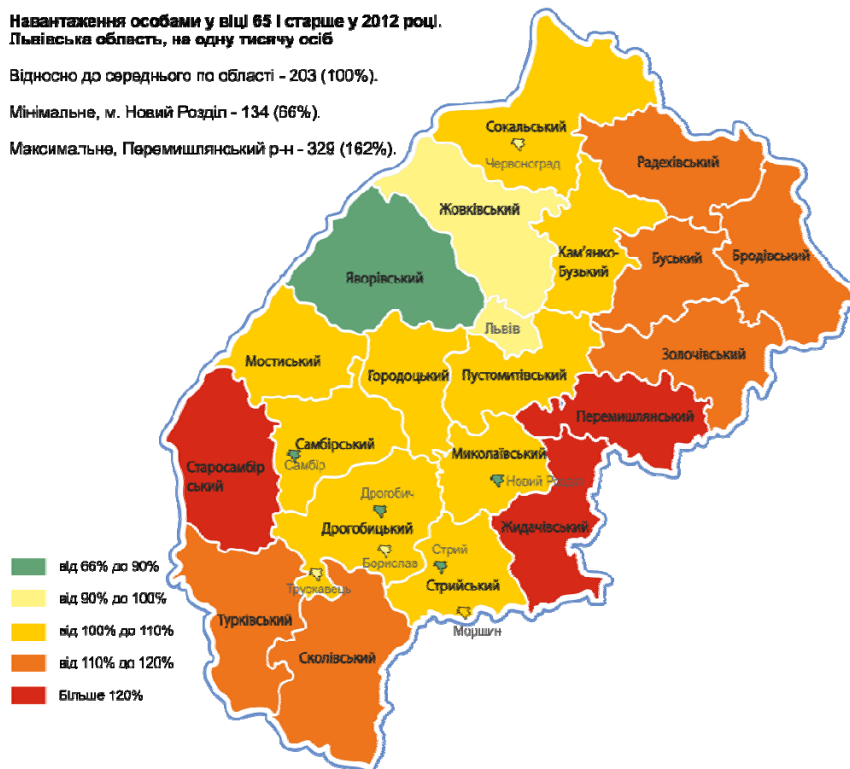 Навантаження особами у віці 65 і старше у 2012 році.
Львівська область, на одну тисячу осіб
Відносно до середнього по області - 203 (100%).
Мінімальне, м. Новий Розділ - 134 (66%).
Максимальне, Перемишлянський р-н - 329 (162%).
Сокальський
Червоноград
Радехівський
Жовківський
Кам'янко-
Бузький
Буський
Бродівський
Яворівський
Львів
Золочівський
Мостиський
Городоцький
Пустомитівський
Перемишлянський
Самбірський
Самбір
Миколаївський
Новий Розділ
Старосамбір
ський
Дрогобич
Дрогобицький
Жидачівський
Борислав
Стрий
Стрийський
Трускавець
Моршин
Турківський
Сколівський
від 66% до 90%
від 90% до 100%
від 100% до 110%
від 110% до 120%
Більше 120%